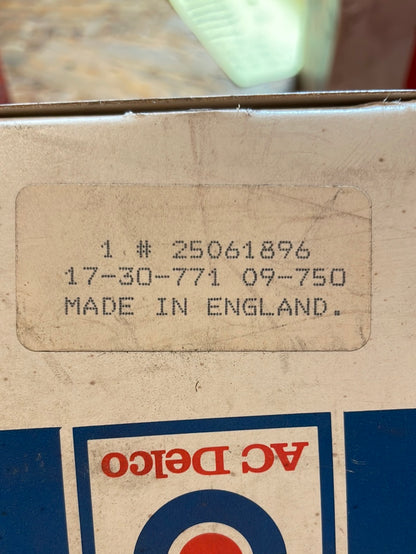 1 # 25061896
17-30-771 09-750
MADE IN ENGLAND.
AC Delco